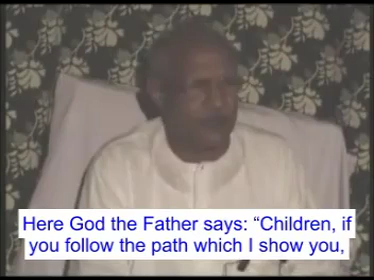 Here God the Father says: “Children, if
you follow the path which I show you,